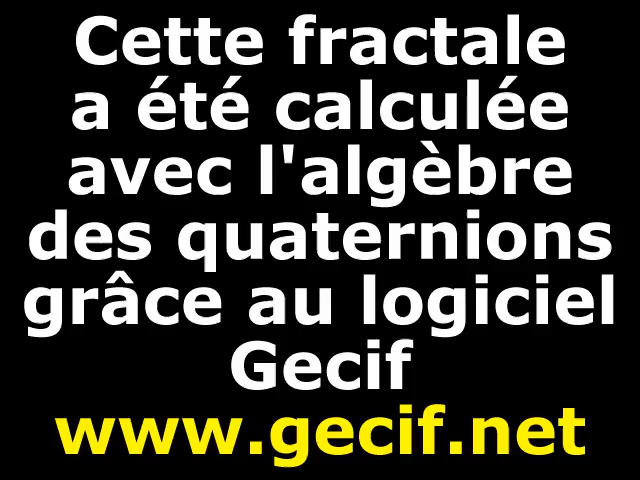 Cette fractale
a été calculée
avec l'algèbre
des quaternions
grâce au logiciel
Gecif
www.gecif.net